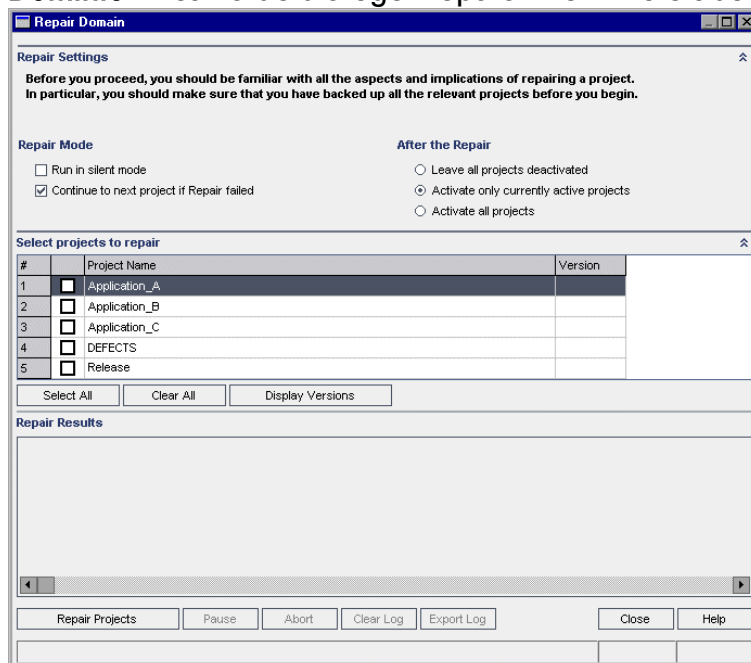 Repair Domain
Repair Settings
Before you proceed, you should be familiar with all the aspects and implications of repairing a project.
In particular, you should make sure that you have backed up all the relevant projects before you begin.
Repair Mode
After the Repair
Run in silent mode
Leave all projects deactivated
Continue to next project if Repair failed
Activate only currently active projects
Activate all projects
Select projects to repair
# Project Name Version
1 Application_A
2 Application_B
3 Application_C
4 DEFECTS
5 Release
Select All Clear All Display Versions
Repair Results
Repair Projects Pause Abort Clear Log Export Log Close Help